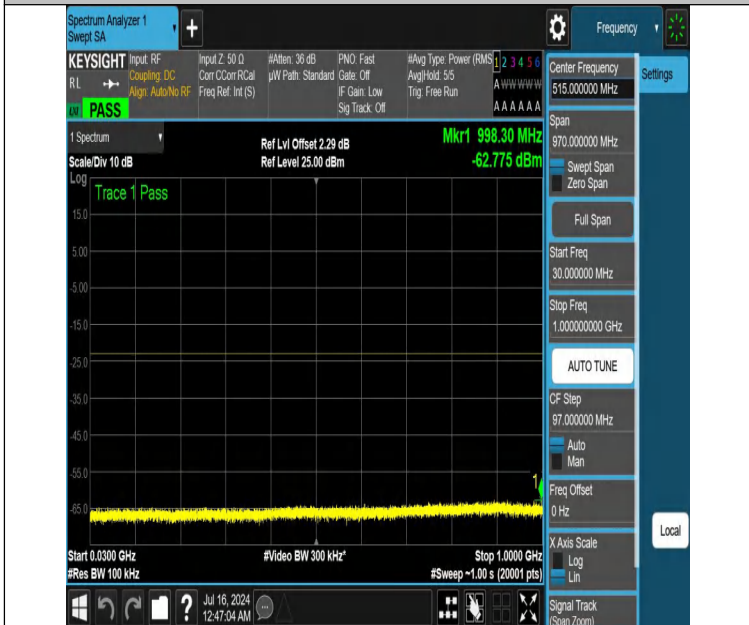 Spectrum Analyzer 1
Swept SA
+
Frequency
KEYSIGHT
RL
PASS
Input: RF
Coupling: DC
Align: Auto/No RF
Input Z: 50 Ω
Corr CCorr RCal
Freq Ref: Int (S)
#Atten: 36 dB
µW Path: Standard
PNO: Fast
Gate: Off
IF Gain: Low
Sig Track: Off
#Avg Type: Power (RMS
Avg|Hold: 5/5
Trig: Free Run
1 2 3 4 5 6
A W W W W W
A A A A A A
1 Spectrum
Scale/Div 10 dB
Log
Ref Lvl Offset 2.29 dB
Ref Level 25.00 dBm
Mkr1 998.30 MHz
-62.775 dBm
Trace 1 Pass
15.0
5.00
-5.00
-15.0
-25.0
-35.0
-45.0
-55.0
-65.0
1
Start 0.0300 GHz
#Res BW 100 kHz
#Video BW 300 kHz*
Stop 1.0000 GHz
#Sweep ~1.00 s (20001 pts)
Center Frequency
515.000000 MHz
Settings
Span
970.000000 MHz
Swept Span
Zero Span
Full Span
Start Freq
30.000000 MHz
Stop Freq
1.000000000 GHz
AUTO TUNE
CF Step
97.000000 MHz
Auto
Man
Freq Offset
0 Hz
X Axis Scale
Log
Lin
Local
Signal Track
(Span Zoom)
?
Jul 16, 2024
12:47:04 AM